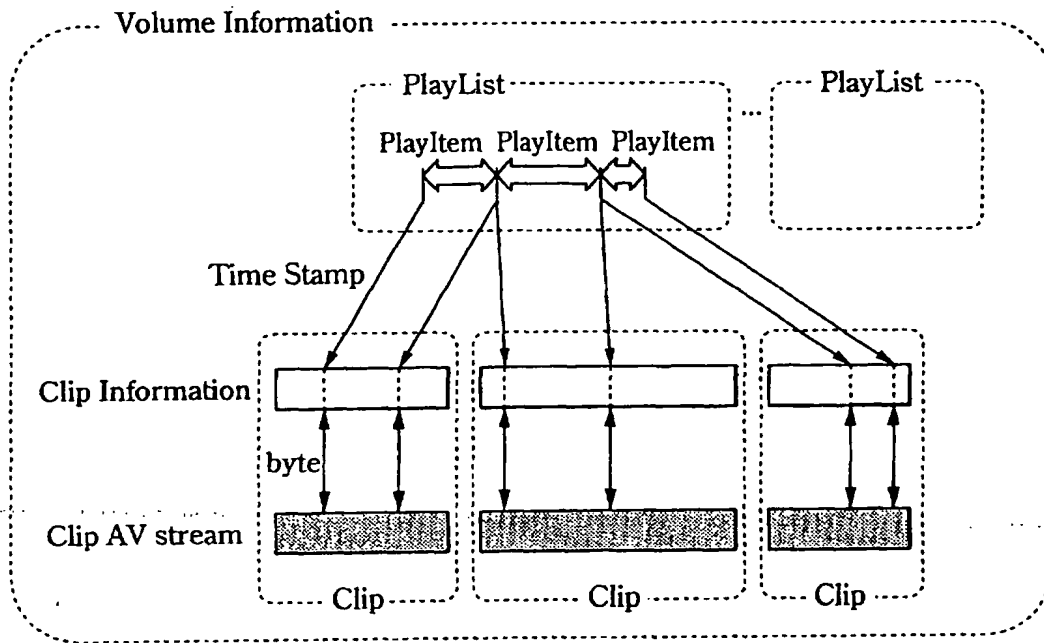 Volume Information
PlayList
PlayList
...
PlayItem PlayItem PlayItem
Time Stamp
Clip Information
byte
Clip AV stream
Clip
Clip
Clip